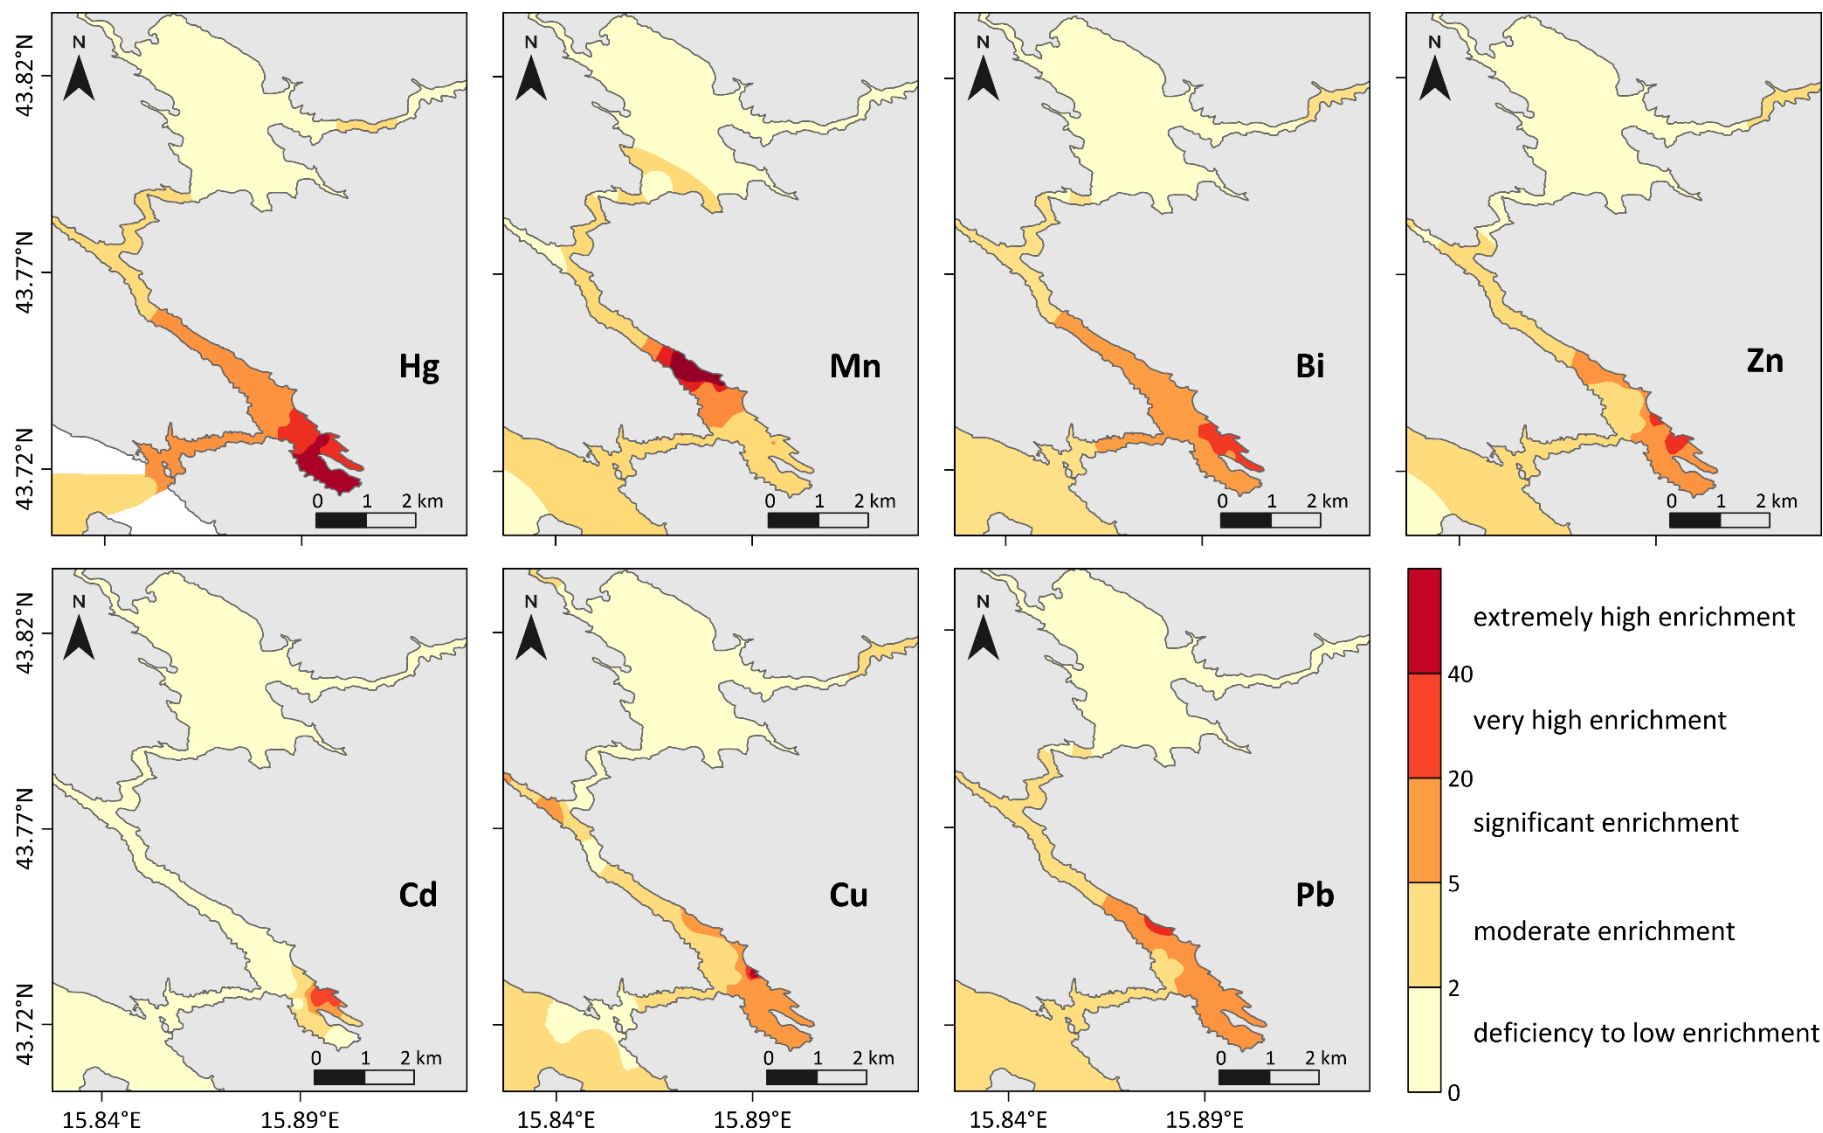 N
N
N
N
43.82°N
43.77°N
43.72°N
Hg
Mn
Bi
Zn
0 1 2 km
0 1 2 km
0 1 2 km
0 1 2 km
N
N
N
43.82°N
43.77°N
43.72°N
Cd
Cu
Pb
0 1 2 km
0 1 2 km
0 1 2 km
15.84°E 15.89°E
15.84°E 15.89°E
15.84°E 15.89°E
extremely high enrichment
40
very high enrichment
20
significant enrichment
5
moderate enrichment
2
deficiency to low enrichment
0